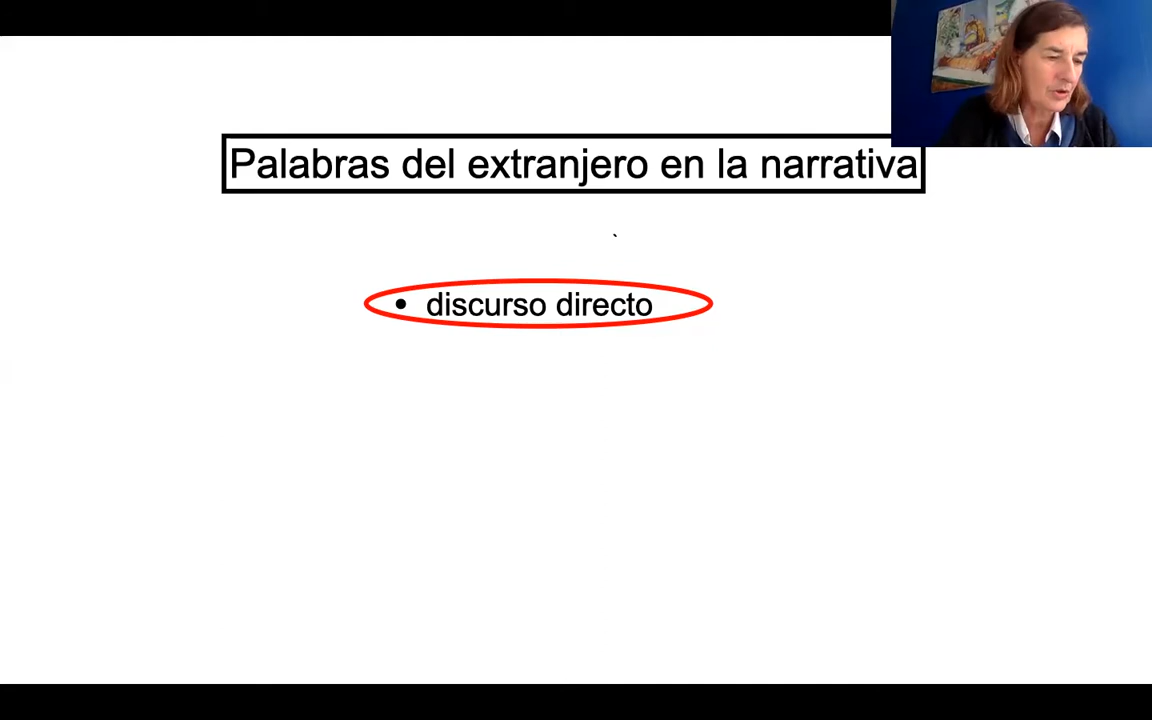 Palabras del extranjero en la narrativa
• discurso directo